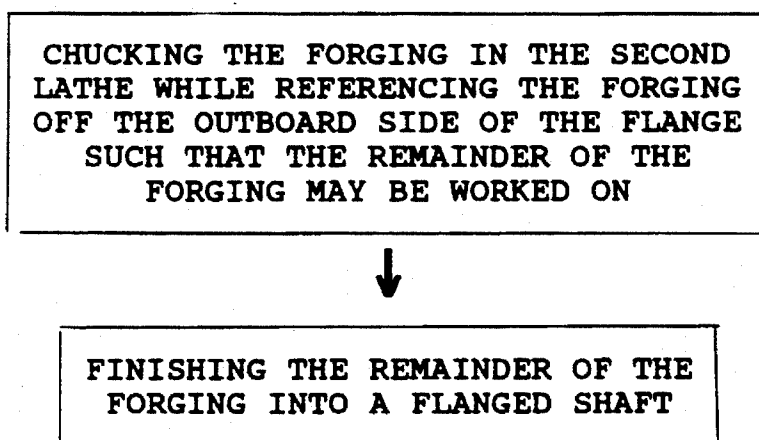 CHUCKING THE FORGING IN THE SECOND
LATHE WHILE REFERENCING THE FORGING
OFF THE OUTBOARD SIDE OF THE FLANGE
SUCH THAT THE REMAINDER OF THE
FORGING MAY BE WORKED ON
FINISHING THE REMAINDER OF THE
FORGING INTO A FLANGED SHAFT